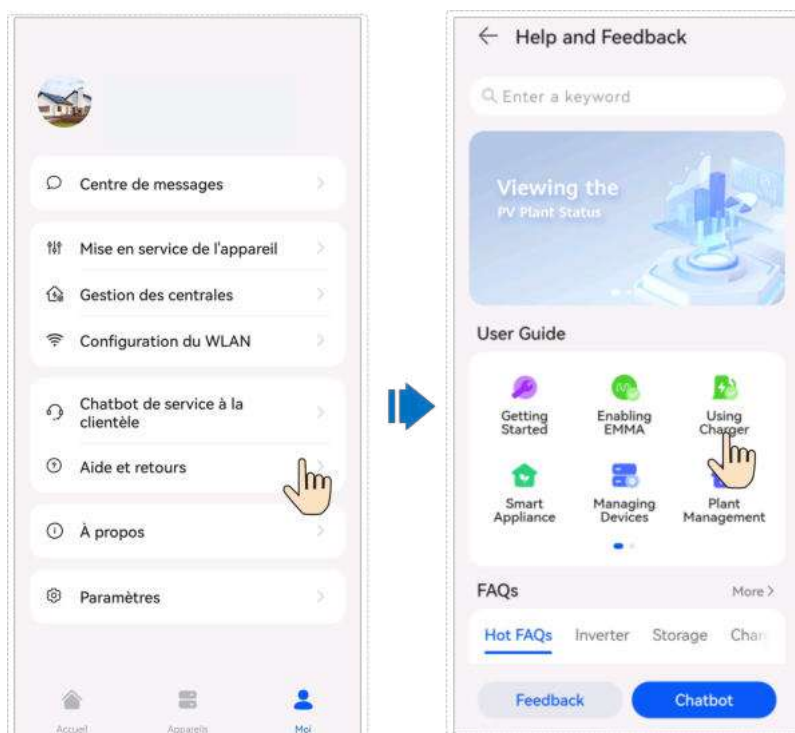 Centre de messages
Mise en service de l'appareil
Gestion des centrales
Configuration du WLAN
Chatbot de service à la
clientèle
Aide et retours
À propos
Paramètres
Accueil
Appareils
Moi
Help and Feedback
Enter a keyword
Viewing the
PV Plant Status
User Guide
Getting
Started
Enabling
EMMA
Using
Charger
Smart
Appliance
Managing
Devices
Plant
Management
FAQs
More >
Hot FAQs
Inverter
Storage
Feedback
Chatbot